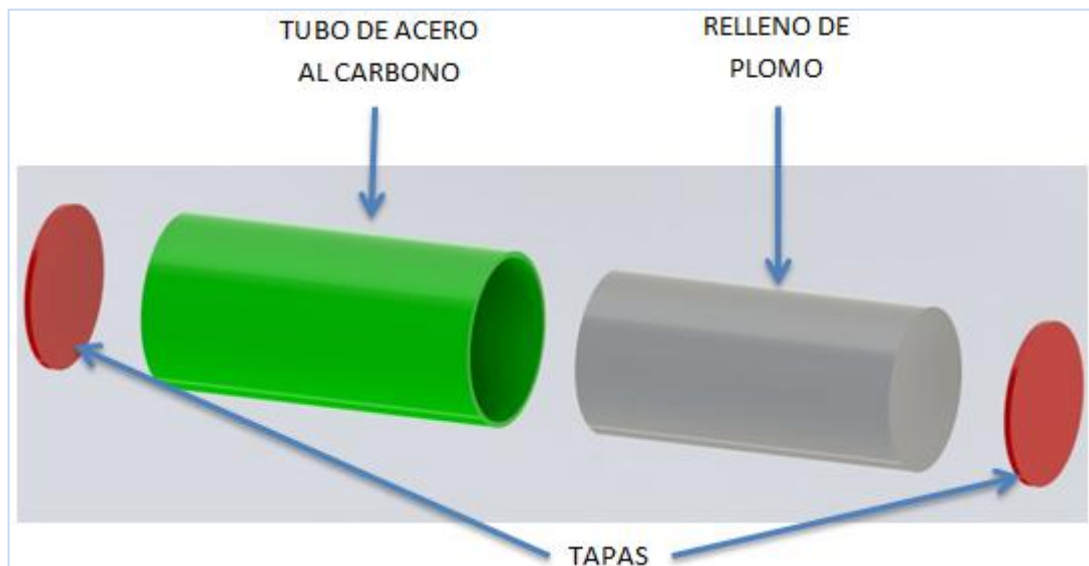 TUBO DE ACERO
AL CARBONO
RELLENO DE
PLOMO
TAPAS